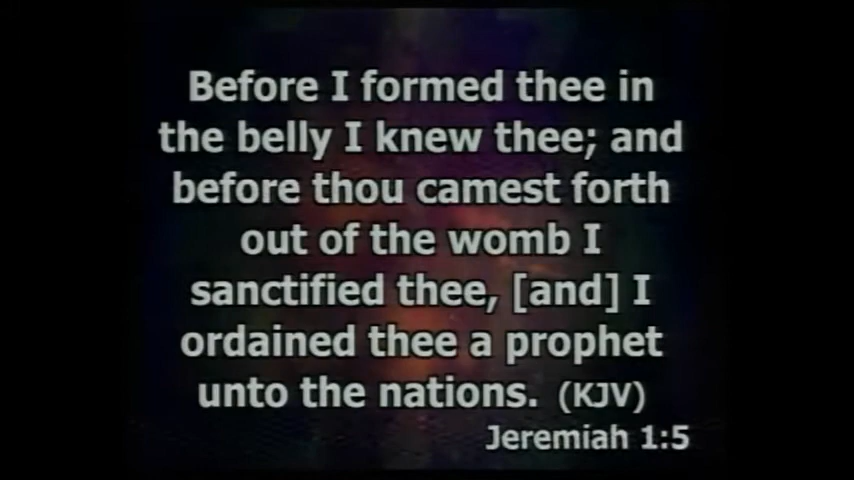 Before I formed thee in
the belly I knew thee; and
before thou camest forth
out of the womb I
sanctified thee, [and] I
ordained thee a prophet
unto the nations. (KJV)
Jeremiah 1:5